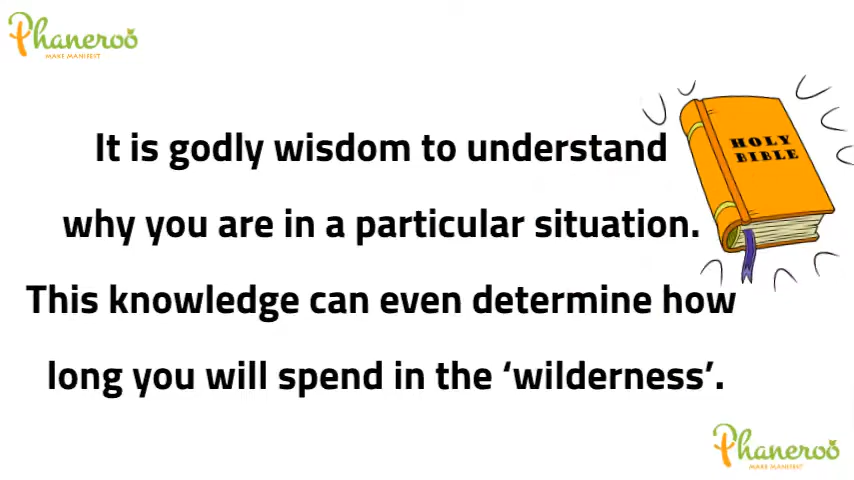 Phaneroo
MAKE MANIFEST
HOLY
BIBLE
It is godly wisdom to understand
why you are in a particular situation.
This knowledge can even determine how
long you will spend in the ‘wilderness’.
Phaneroo
MAKE MANIFEST